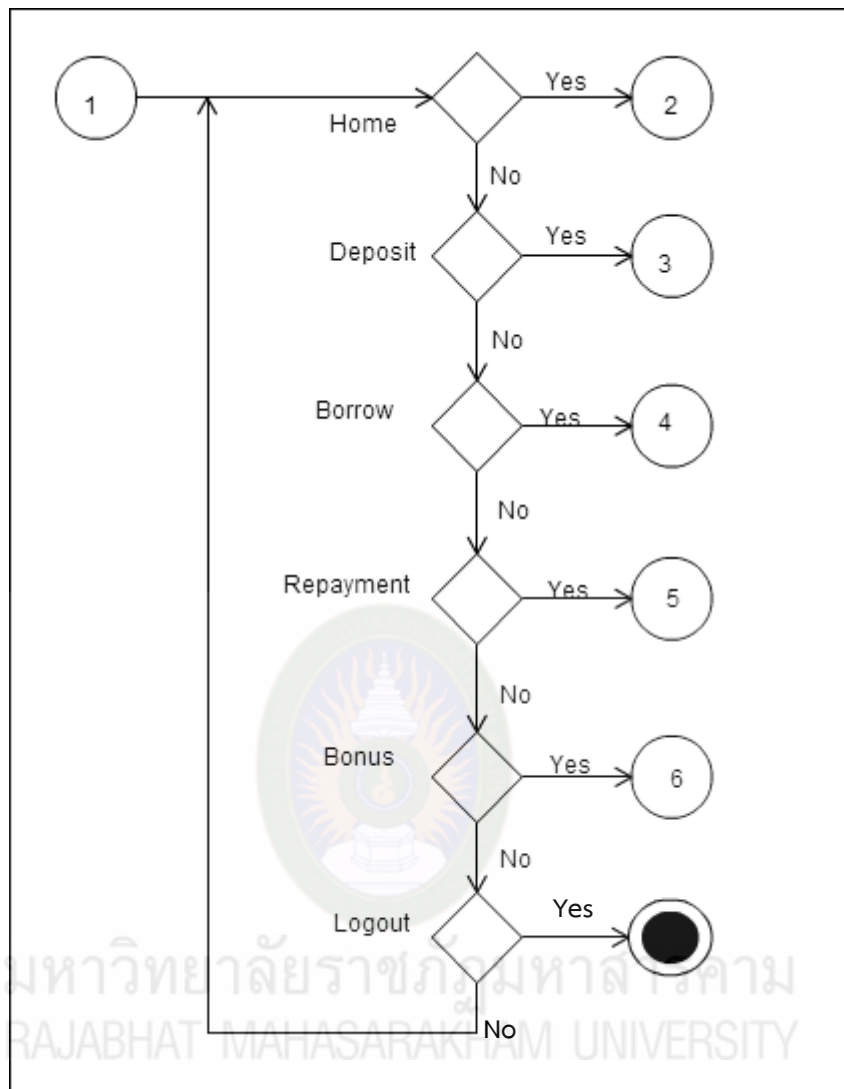 1
Home
Yes
2
No
Deposit
Yes
3
No
Borrow
Yes
4
No
Repayment
Yes
5
No
Bonus
Yes
6
No
Logout
Yes
มหาวิทยาลัยราชภัฏมหาสารคาม
No
RAJABHAT MAHASARAKHAM UNIVERSITY